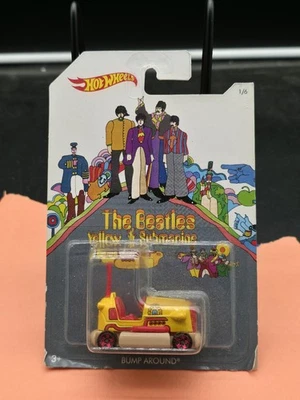 HOT WHEELS
1/6
The Beatles
Yellow Submarine
BUMP AROUND®